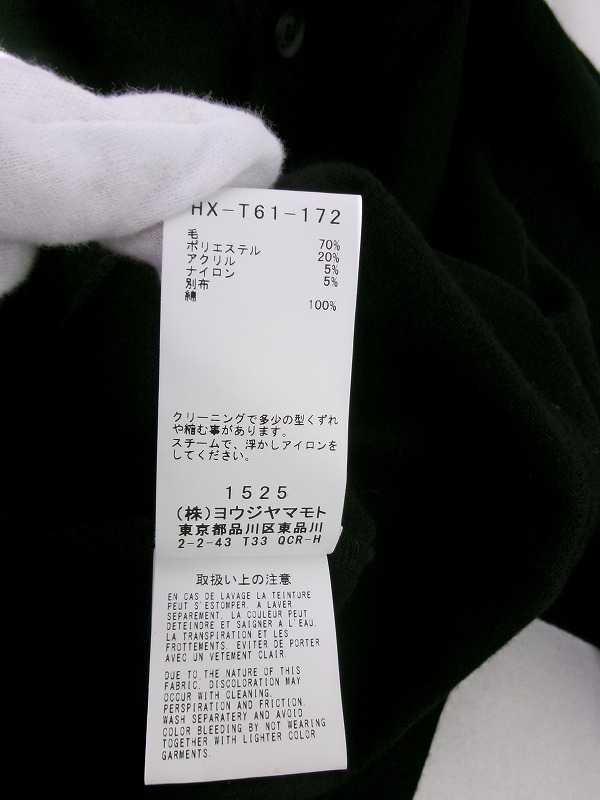 HX-T61-172
毛 70%
ポリエステル 20%
アクリル 5%
ナイロン 5%
別布
綿 100%
クリーニングで多少の型くずれ
や縮む事があります。
スチームで、浮かしアイロンを
してください。
1525
(株)ヨウジヤマモト
東京都品川区東品川
2-2-43 T33 QCR-H
取扱い上の注意
EN CAS DE LAVAGE LA TEINTURE
PEUT S'ESTOMPER. A LAVER
SEPAREMENT. LA COULEUR PEUT
DETEINDRE ET SAIGNER A L'EAU.
LA TRANSPIRATION ET LES
FROTTEMENTS. EVITER DE PORTER
AVEC UN VETEMENT CLAIR.
DUE TO THE NATURE OF THIS
FABRIC. DISCOLORATION MAY
OCCUR WITH CLEANING.
PERSPIRATION AND FRICTION.
WASH SEPARATERY AND AVOID
COLOR BLEEDING BY NOT WEARING
TOGETHER WITH LIGHTER COLOR
GARMENTS.